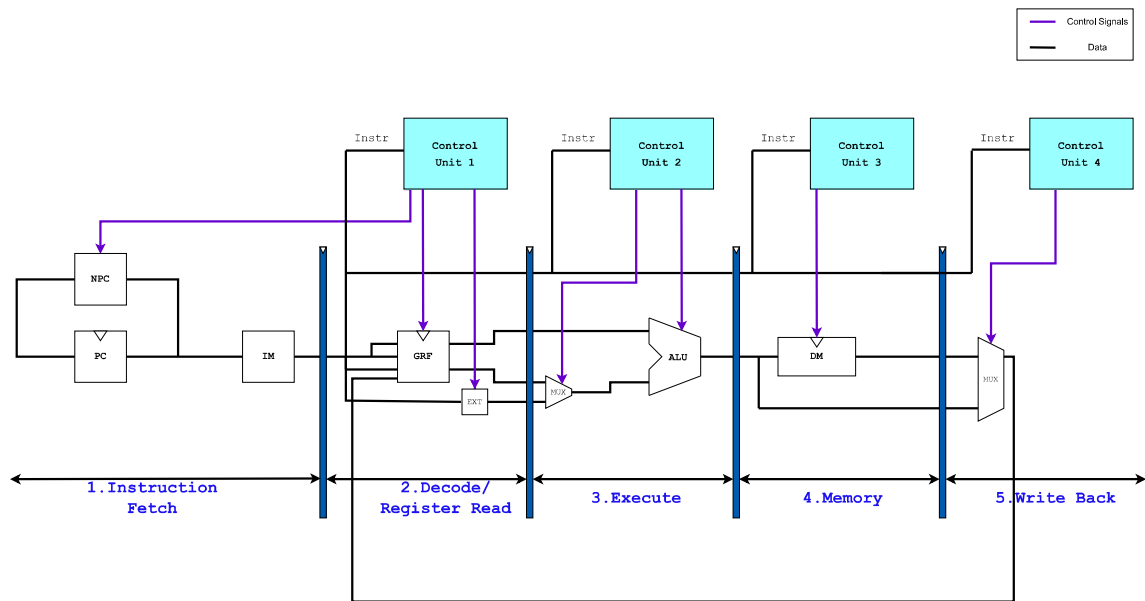 Control Signals
Data
Instr
Control
Unit 1
Instr
Control
Unit 2
Instr
Control
Unit 3
Instr
Control
Unit 4
NPC
PC
IM
GRF
EXT
MUX
ALU
DM
MUX
1.Instruction
Fetch
2.Decode/
Register Read
3.Execute
4.Memory
5.Write Back